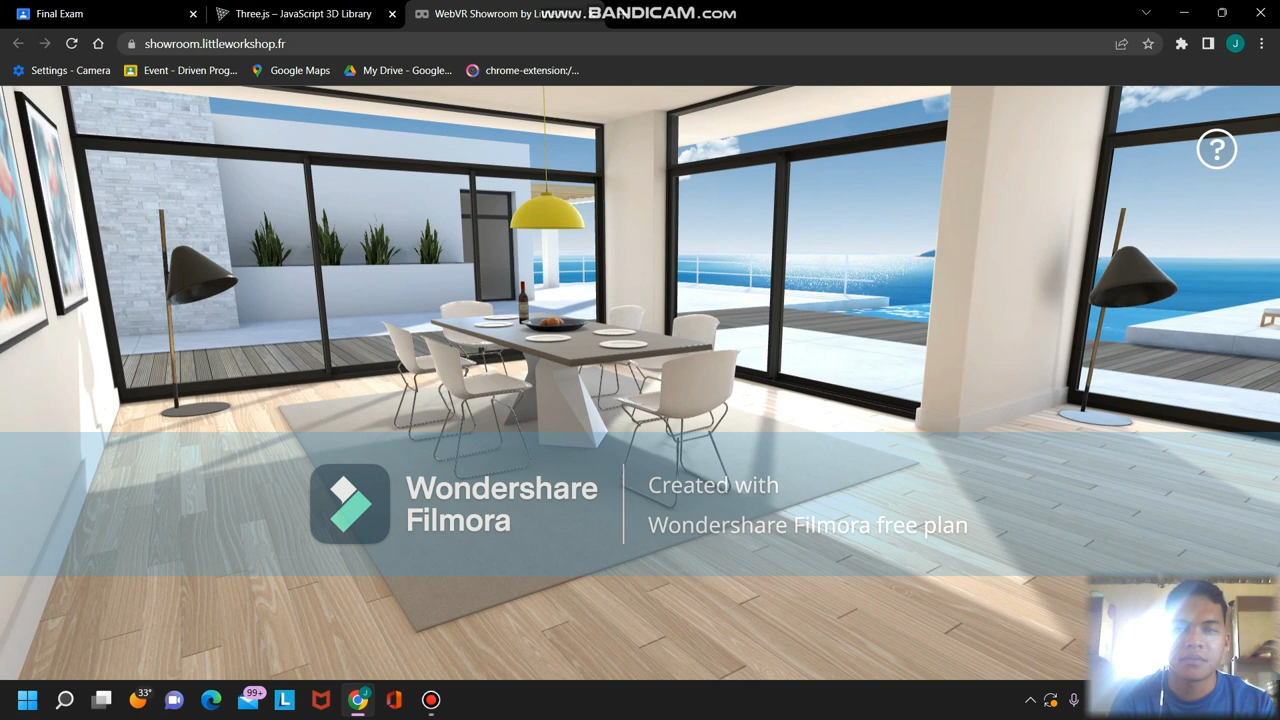 Final Exam
Three.js – JavaScript 3D Library
WebVR Showroom by Li
WWW.BANDICAM.COM
showroom.littleworkshop.fr
J
Settings - Camera
Event - Driven Prog...
Google Maps
My Drive - Google...
chrome-extension:/...
?
Wondershare
Filmora
Created with
Wondershare Filmora free plan
33°
99+
L
J